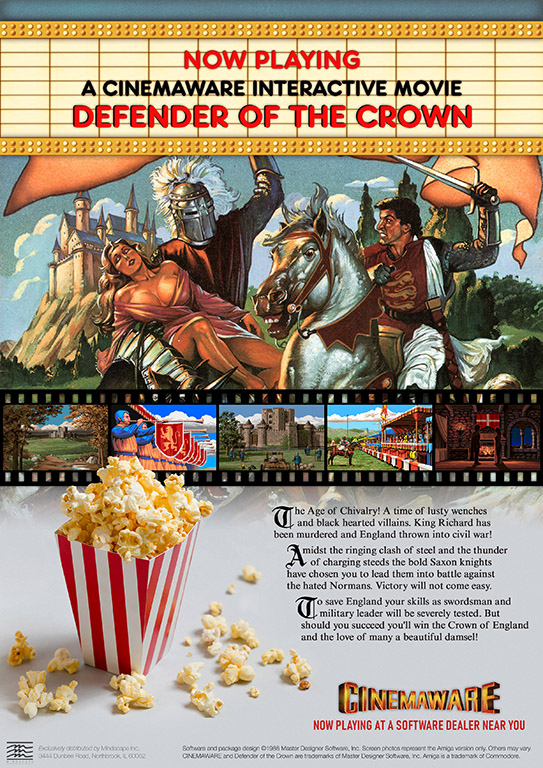 NOW PLAYING
A CINEMAWARE INTERACTIVE MOVIE
DEFENDER OF THE CROWN
The Age of Chivalry! A time of lusty wenches
and black hearted villains. King Richard has
been murdered and England thrown into civil war!
Amidst the ringing clash of steel and the thunder
of charging steeds the bold Saxon knights
have chosen you to lead them into battle against
the hated Normans. Victory will not come easy.
To save England your skills as swordsman and
military leader will be severely tested. But
should you succeed you'll win the Crown of England
and the love of many a beautiful damsel!
CINEMAWARE
NOW PLAYING AT A SOFTWARE DEALER NEAR YOU
Exclusively distributed by Mindscape Inc.
3444 Dundee Road, Northbrook, IL 60062
Software and package design ©1986 Master Designer Software, Inc. Screen photos represent the Amiga version only. Others may vary.
CINEMAWARE and Defender of the Crown are trademarks of Master Designer Software, Inc. Amiga is a trademark of Commodore.